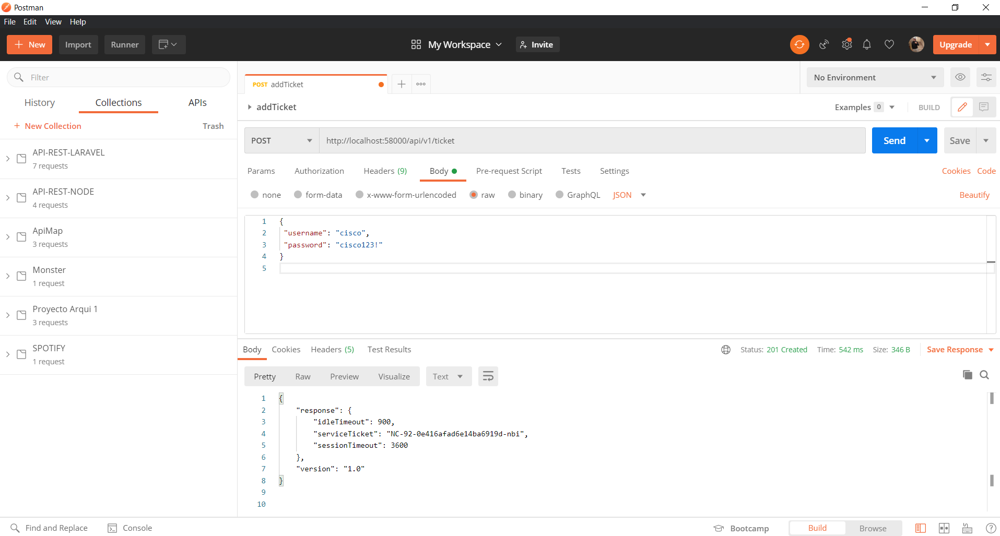 Postman
File Edit View Help
New Import Runner My Workspace Invite Upgrade
Filter
History Collections APIs
+ New Collection Trash
API-REST-LARAVEL
7 requests
API-REST-NODE
4 requests
ApiMap
3 requests
Monster
1 request
Proyecto Arqui 1
3 requests
SPOTIFY
1 request
POST addTicket
No Environment
addTicket
Examples 0 BUILD
POST http://localhost:58000/api/v1/ticket Send Save
Params Authorization Headers (9) Body Pre-request Script Tests Settings Cookies Code
none form-data x-www-form-urlencoded raw binary GraphQL JSON Beautify
1 {
2 "username": "cisco",
3 "password": "cisco123!"
4 }
5
Body Cookies Headers (5) Test Results Status: 201 Created Time: 542 ms Size: 346 B Save Response
Pretty Raw Preview Visualize Text
1 {
2 "response": {
3 "idleTimeout": 900,
4 "serviceTicket": "NC-92-0e416afad6e14ba6919d-nbi",
5 "sessionTimeout": 3600
6 },
7 "version": "1.0"
8 }
9
10
Find and Replace Console Bootcamp Build Browse